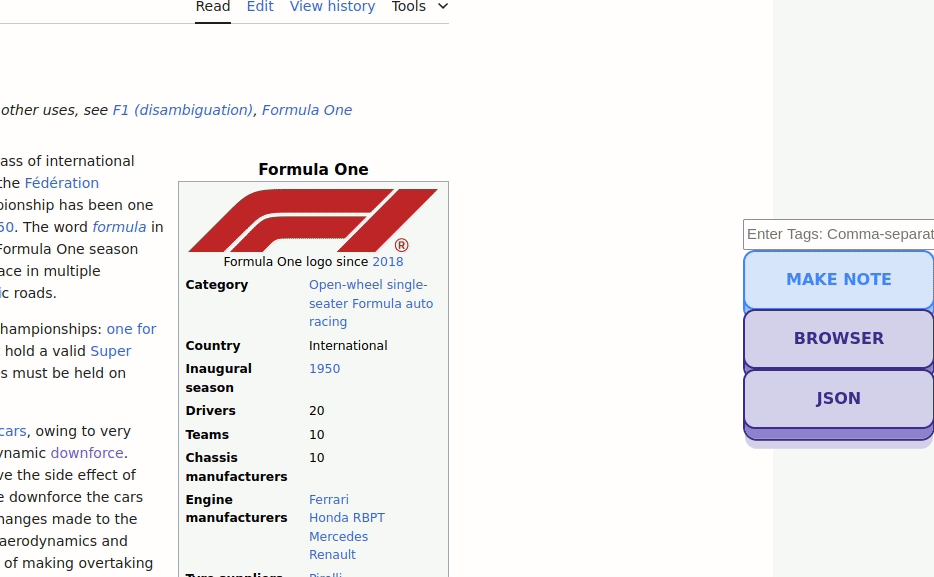 Read Edit View history Tools
other uses, see F1 (disambiguation), Formula One
ass of international
the Fédération
pionship has been one
50. The word formula in
Formula One season
ace in multiple
ic roads.
hampionships: one for
t hold a valid Super
s must be held on
cars, owing to very
ynamic downforce.
ve the side effect of
e downforce the cars
hanges made to the
aerodynamics and
of making overtaking
Formula One
®
Formula One logo since 2018
Category Open-wheel single-
seater Formula auto
racing
Country International
Inaugural 1950
season
Drivers 20
Teams 10
Chassis 10
manufacturers
Engine Ferrari
manufacturers Honda RBPT
Mercedes
Renault
Tyre suppliers Pirelli
Enter Tags: Comma-separat
MAKE NOTE
BROWSER
JSON